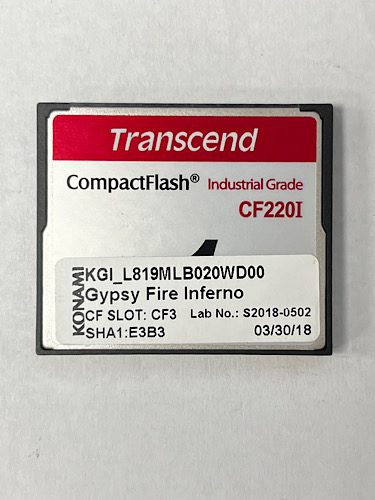 Transcend
CompactFlash® Industrial Grade
CF220I
KONAMI
KGI_L819MLB020WD00
Gypsy Fire Inferno
CF SLOT: CF3 Lab No.: S2018-0502
SHA1:E3B3 03/30/18